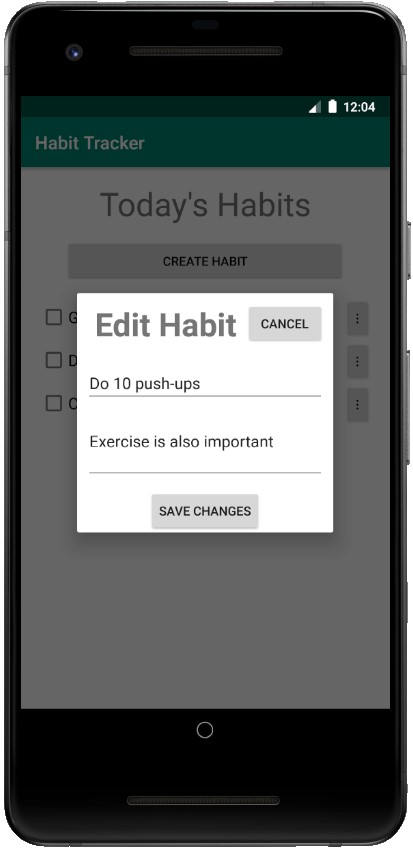 12:04
Habit Tracker
Today's Habits
CREATE HABIT
G
D
C
Edit Habit
CANCEL
Do 10 push-ups
Exercise is also important
SAVE CHANGES